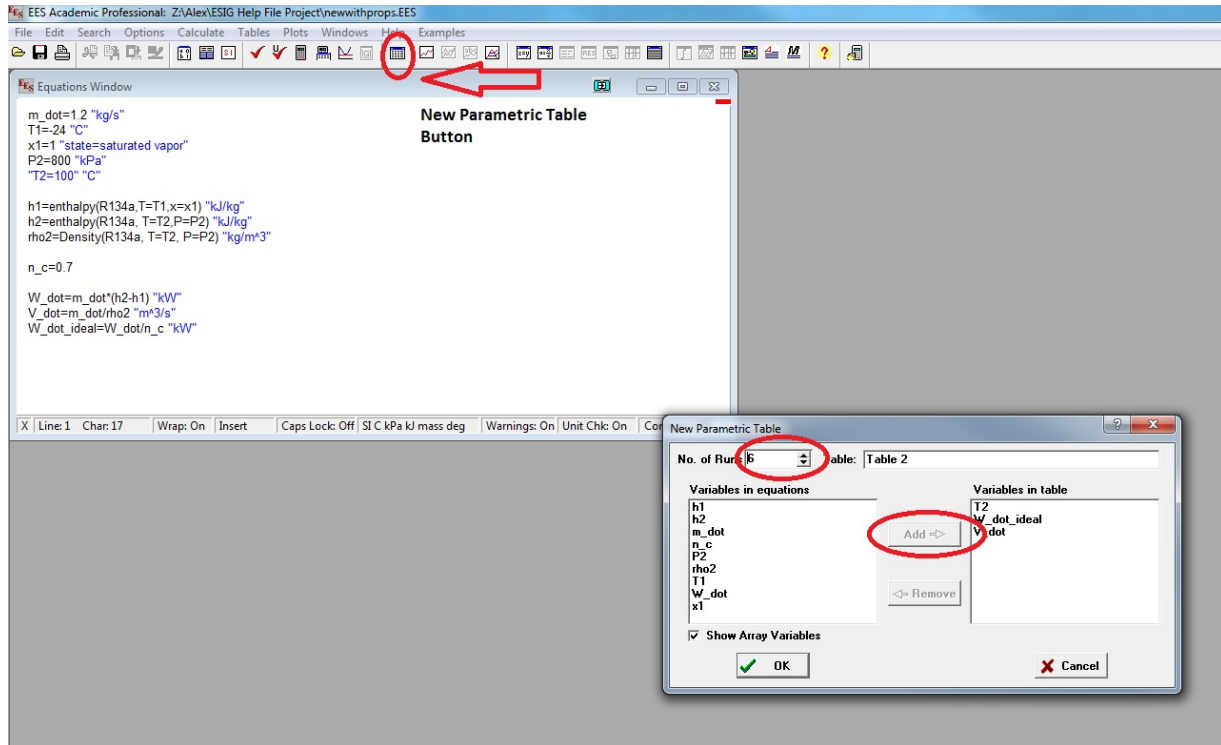 EES Academic Professional: Z:\Alex\ESIG Help File Project\newwithprops.EES
File Edit Search Options Calculate Tables Plots Windows Help Examples
Equations Window
m_dot=1.2 "kg/s"
T1=-24 "C"
x1=1 "state=saturated vapor"
P2=800 "kPa"
"T2=100" "C"
h1=enthalpy(R134a,T=T1,x=x1) "kJ/kg"
h2=enthalpy(R134a, T=T2,P=P2) "kJ/kg"
rho2=Density(R134a, T=T2, P=P2) "kg/m^3"
n_c=0.7
W_dot=m_dot*(h2-h1) "kW"
V_dot=m_dot/rho2 "m^3/s"
W_dot_ideal=W_dot/n_c "kW"
New Parametric Table
Button
X Line: 1 Char: 17 Wrap: On Insert Caps Lock: Off SI C kPa kJ mass deg Warnings: On Unit Chk: On
New Parametric Table
No. of Runs 6 Table: Table 2
Variables in equations
h1
h2
m_dot
n_c
P2
rho2
T1
W_dot
x1
Add
Remove
Variables in table
T2
W_dot_ideal
V_dot
Show Array Variables
OK
Cancel